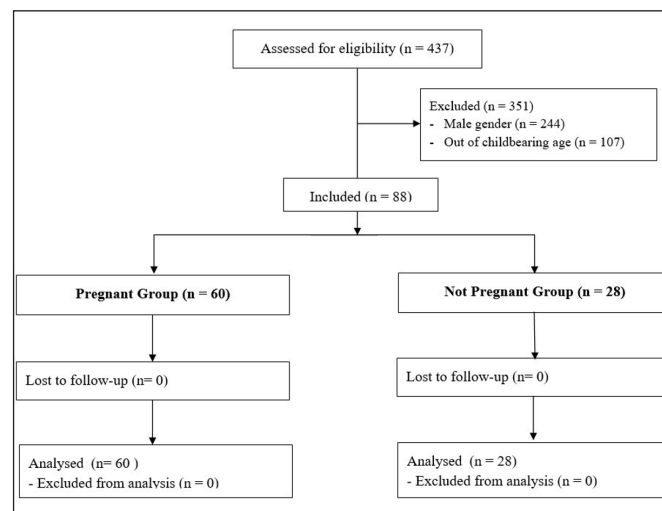 Assessed for eligibility (n = 437)
Excluded (n = 351)
- Male gender (n = 244)
- Out of childbearing age (n = 107)
Included (n = 88)
Pregnant Group (n = 60)
Not Pregnant Group (n = 28)
Lost to follow-up (n= 0)
Lost to follow-up (n= 0)
Analysed (n= 60 )
- Excluded from analysis (n = 0)
Analysed (n = 28)
- Excluded from analysis (n = 0)